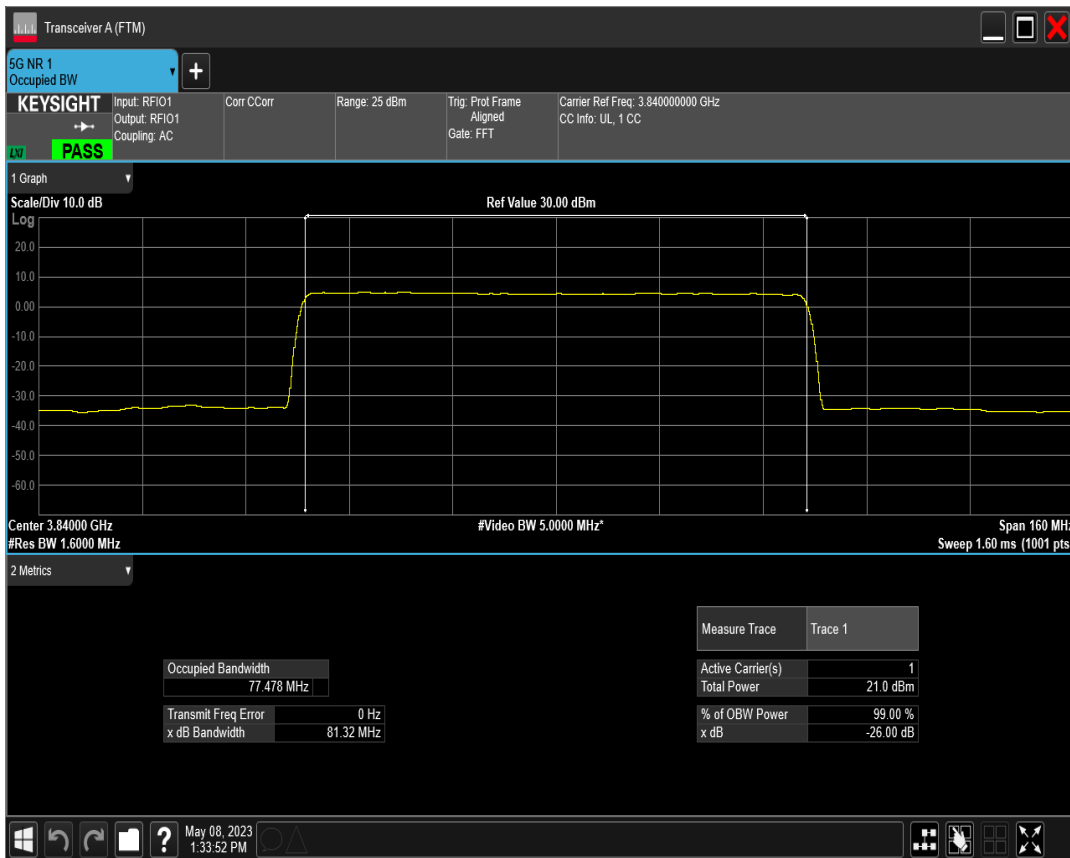 Transceiver A (FTM)
5G NR 1
Occupied BW
+
KEYSIGHT
LXI
PASS
Input: RFIO1
Output: RFIO1
Coupling: AC
Corr CCorr
Range: 25 dBm
Trig: Prot Frame
Aligned
Gate: FFT
Carrier Ref Freq: 3.840000000 GHz
CC Info: UL, 1 CC
1 Graph
Scale/Div 10.0 dB
Ref Value 30.00 dBm
Log
20.0
10.0
0.00
-10.0
-20.0
-30.0
-40.0
-50.0
-60.0
Center 3.84000 GHz
#Video BW 5.0000 MHz*
Span 160 MHz
#Res BW 1.6000 MHz
Sweep 1.60 ms (1001 pts
2 Metrics
Measure Trace Trace 1
Occupied Bandwidth
77.478 MHz
Active Carrier(s) 1
Total Power 21.0 dBm
Transmit Freq Error 0 Hz
x dB Bandwidth 81.32 MHz
% of OBW Power 99.00 %
x dB -26.00 dB
?
May 08, 2023
1:33:52 PM